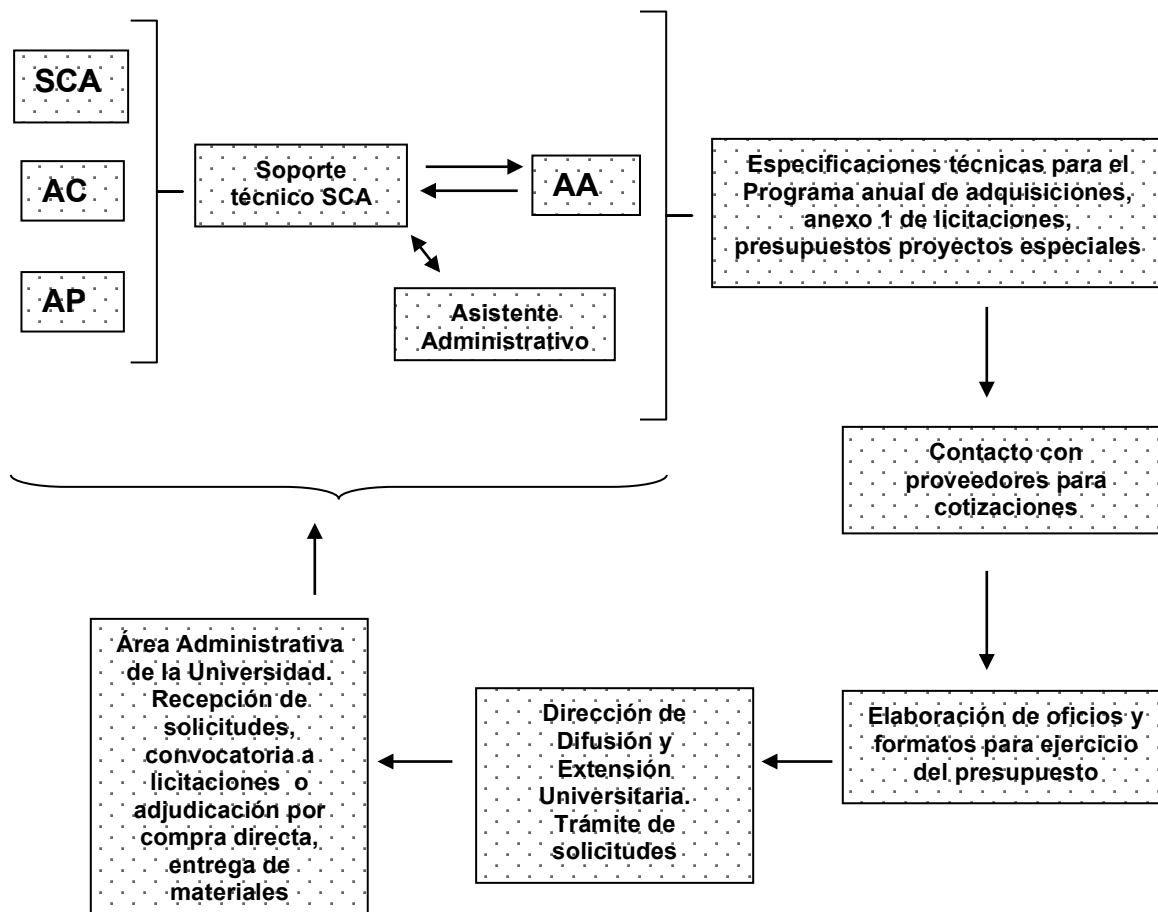 SCA
AC
AP
Soporte
técnico SCA
AA
Asistente
Administrativo
Especificaciones técnicas para el
Programa anual de adquisiciones,
anexo 1 de licitaciones,
presupuestos proyectos especiales
Contacto con
proveedores para
cotizaciones
Elaboración de oficios y
formatos para ejercicio
del presupuesto
Dirección de
Difusión y
Extensión
Universitaria.
Trámite de
solicitudes
Área Administrativa
de la Universidad.
Recepción de
solicitudes,
convocatoria a
licitaciones o
adjudicación por
compra directa,
entrega de
materiales